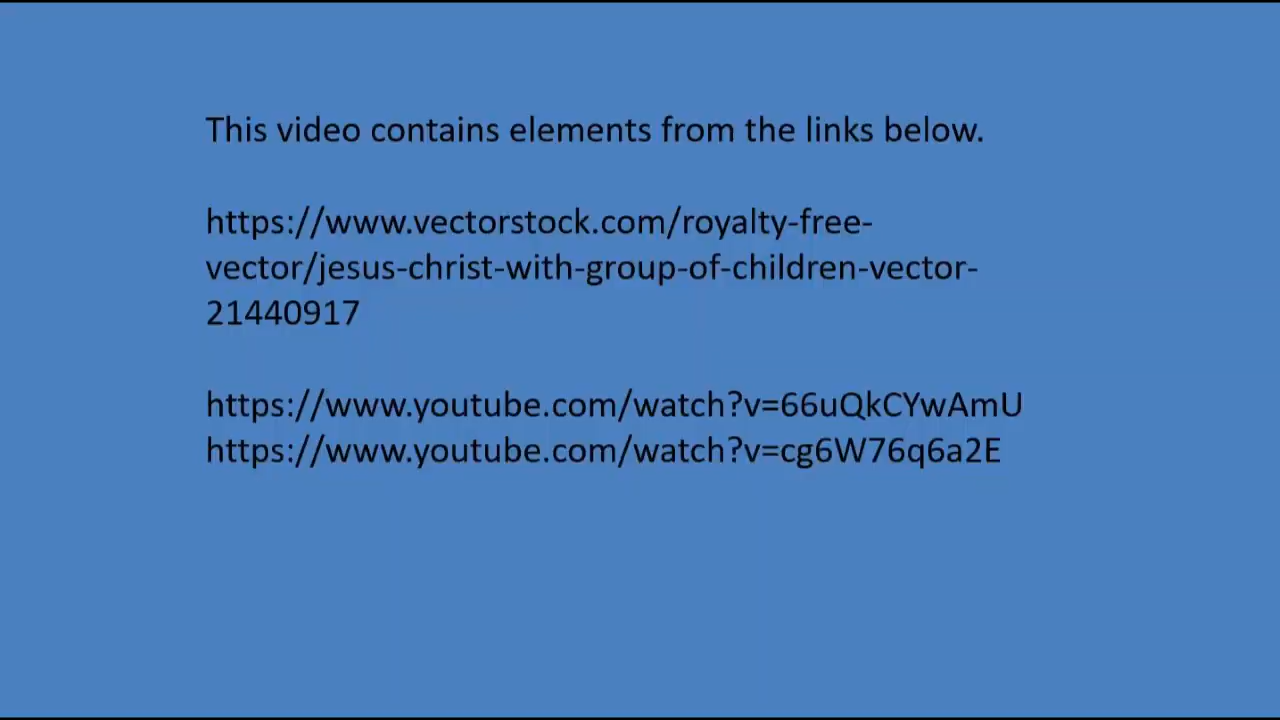 This video contains elements from the links below.
https://www.vectorstock.com/royalty-free-
vector/jesus-christ-with-group-of-children-vector-
21440917
https://www.youtube.com/watch?v=66uQkCYwAmU
https://www.youtube.com/watch?v=cg6W76q6a2E